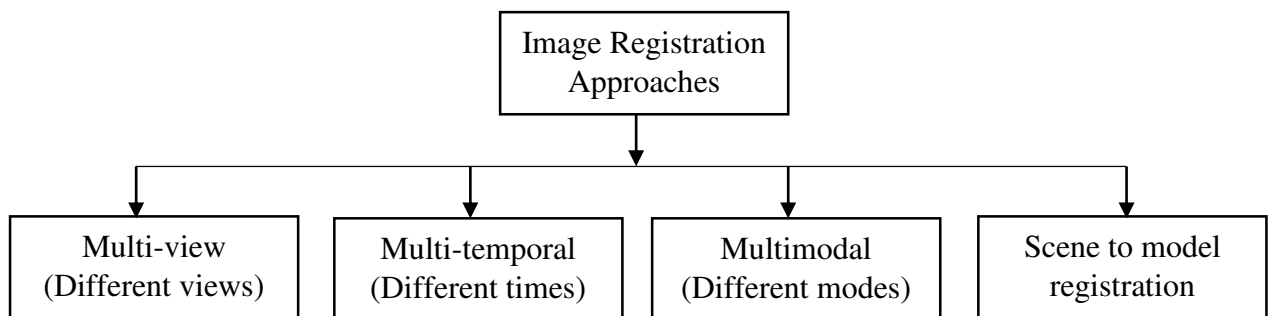 Image Registration
Approaches
Multi-view
(Different views)
Multi-temporal
(Different times)
Multimodal
(Different modes)
Scene to model
registration